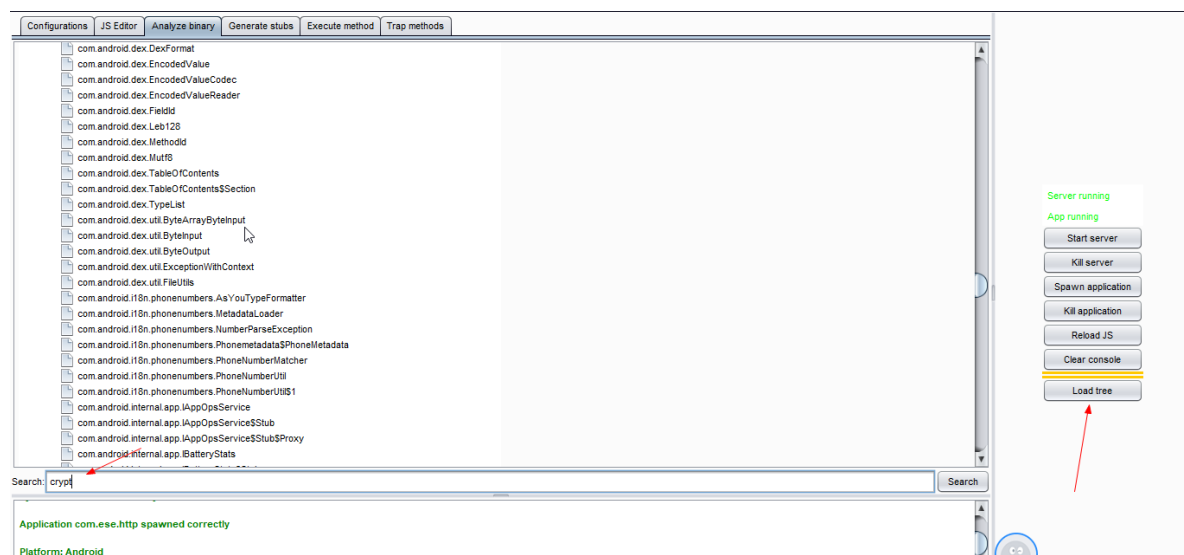 Configurations JS Editor Analyze binary Generate stubs Execute method Trap methods
com.android.dex.DexFormat
com.android.dex.EncodedValue
com.android.dex.EncodedValueCodec
com.android.dex.EncodedValueReader
com.android.dex.FieldId
com.android.dex.Leb128
com.android.dex.MethodId
com.android.dex.Mutf8
com.android.dex.TableOfContents
com.android.dex.TableOfContents$Section
com.android.dex.TypeList
com.android.dex.util.ByteArrayByteInput
com.android.dex.util.ByteInput
com.android.dex.util.ByteOutput
com.android.dex.util.ExceptionWithContext
com.android.dex.util.FileUtils
com.android.i18n.phonenumbers.AsYouTypeFormatter
com.android.i18n.phonenumbers.MetadataLoader
com.android.i18n.phonenumbers.NumberParseException
com.android.i18n.phonenumbers.Phonemetadata$PhoneMetadata
com.android.i18n.phonenumbers.PhoneNumberMatcher
com.android.i18n.phonenumbers.PhoneNumberUtil
com.android.i18n.phonenumbers.PhoneNumberUtil$1
com.android.internal.app.IAppOpsService
com.android.internal.app.IAppOpsService$Stub
com.android.internal.app.IAppOpsService$Stub$Proxy
com.android.internal.app.IBatteryStats
Search: crypt Search
Application com.ese.http spawned correctly
Platform: Android
Server running
App running
Start server
Kill server
Spawn application
Kill application
Reload JS
Clear console
Load tree